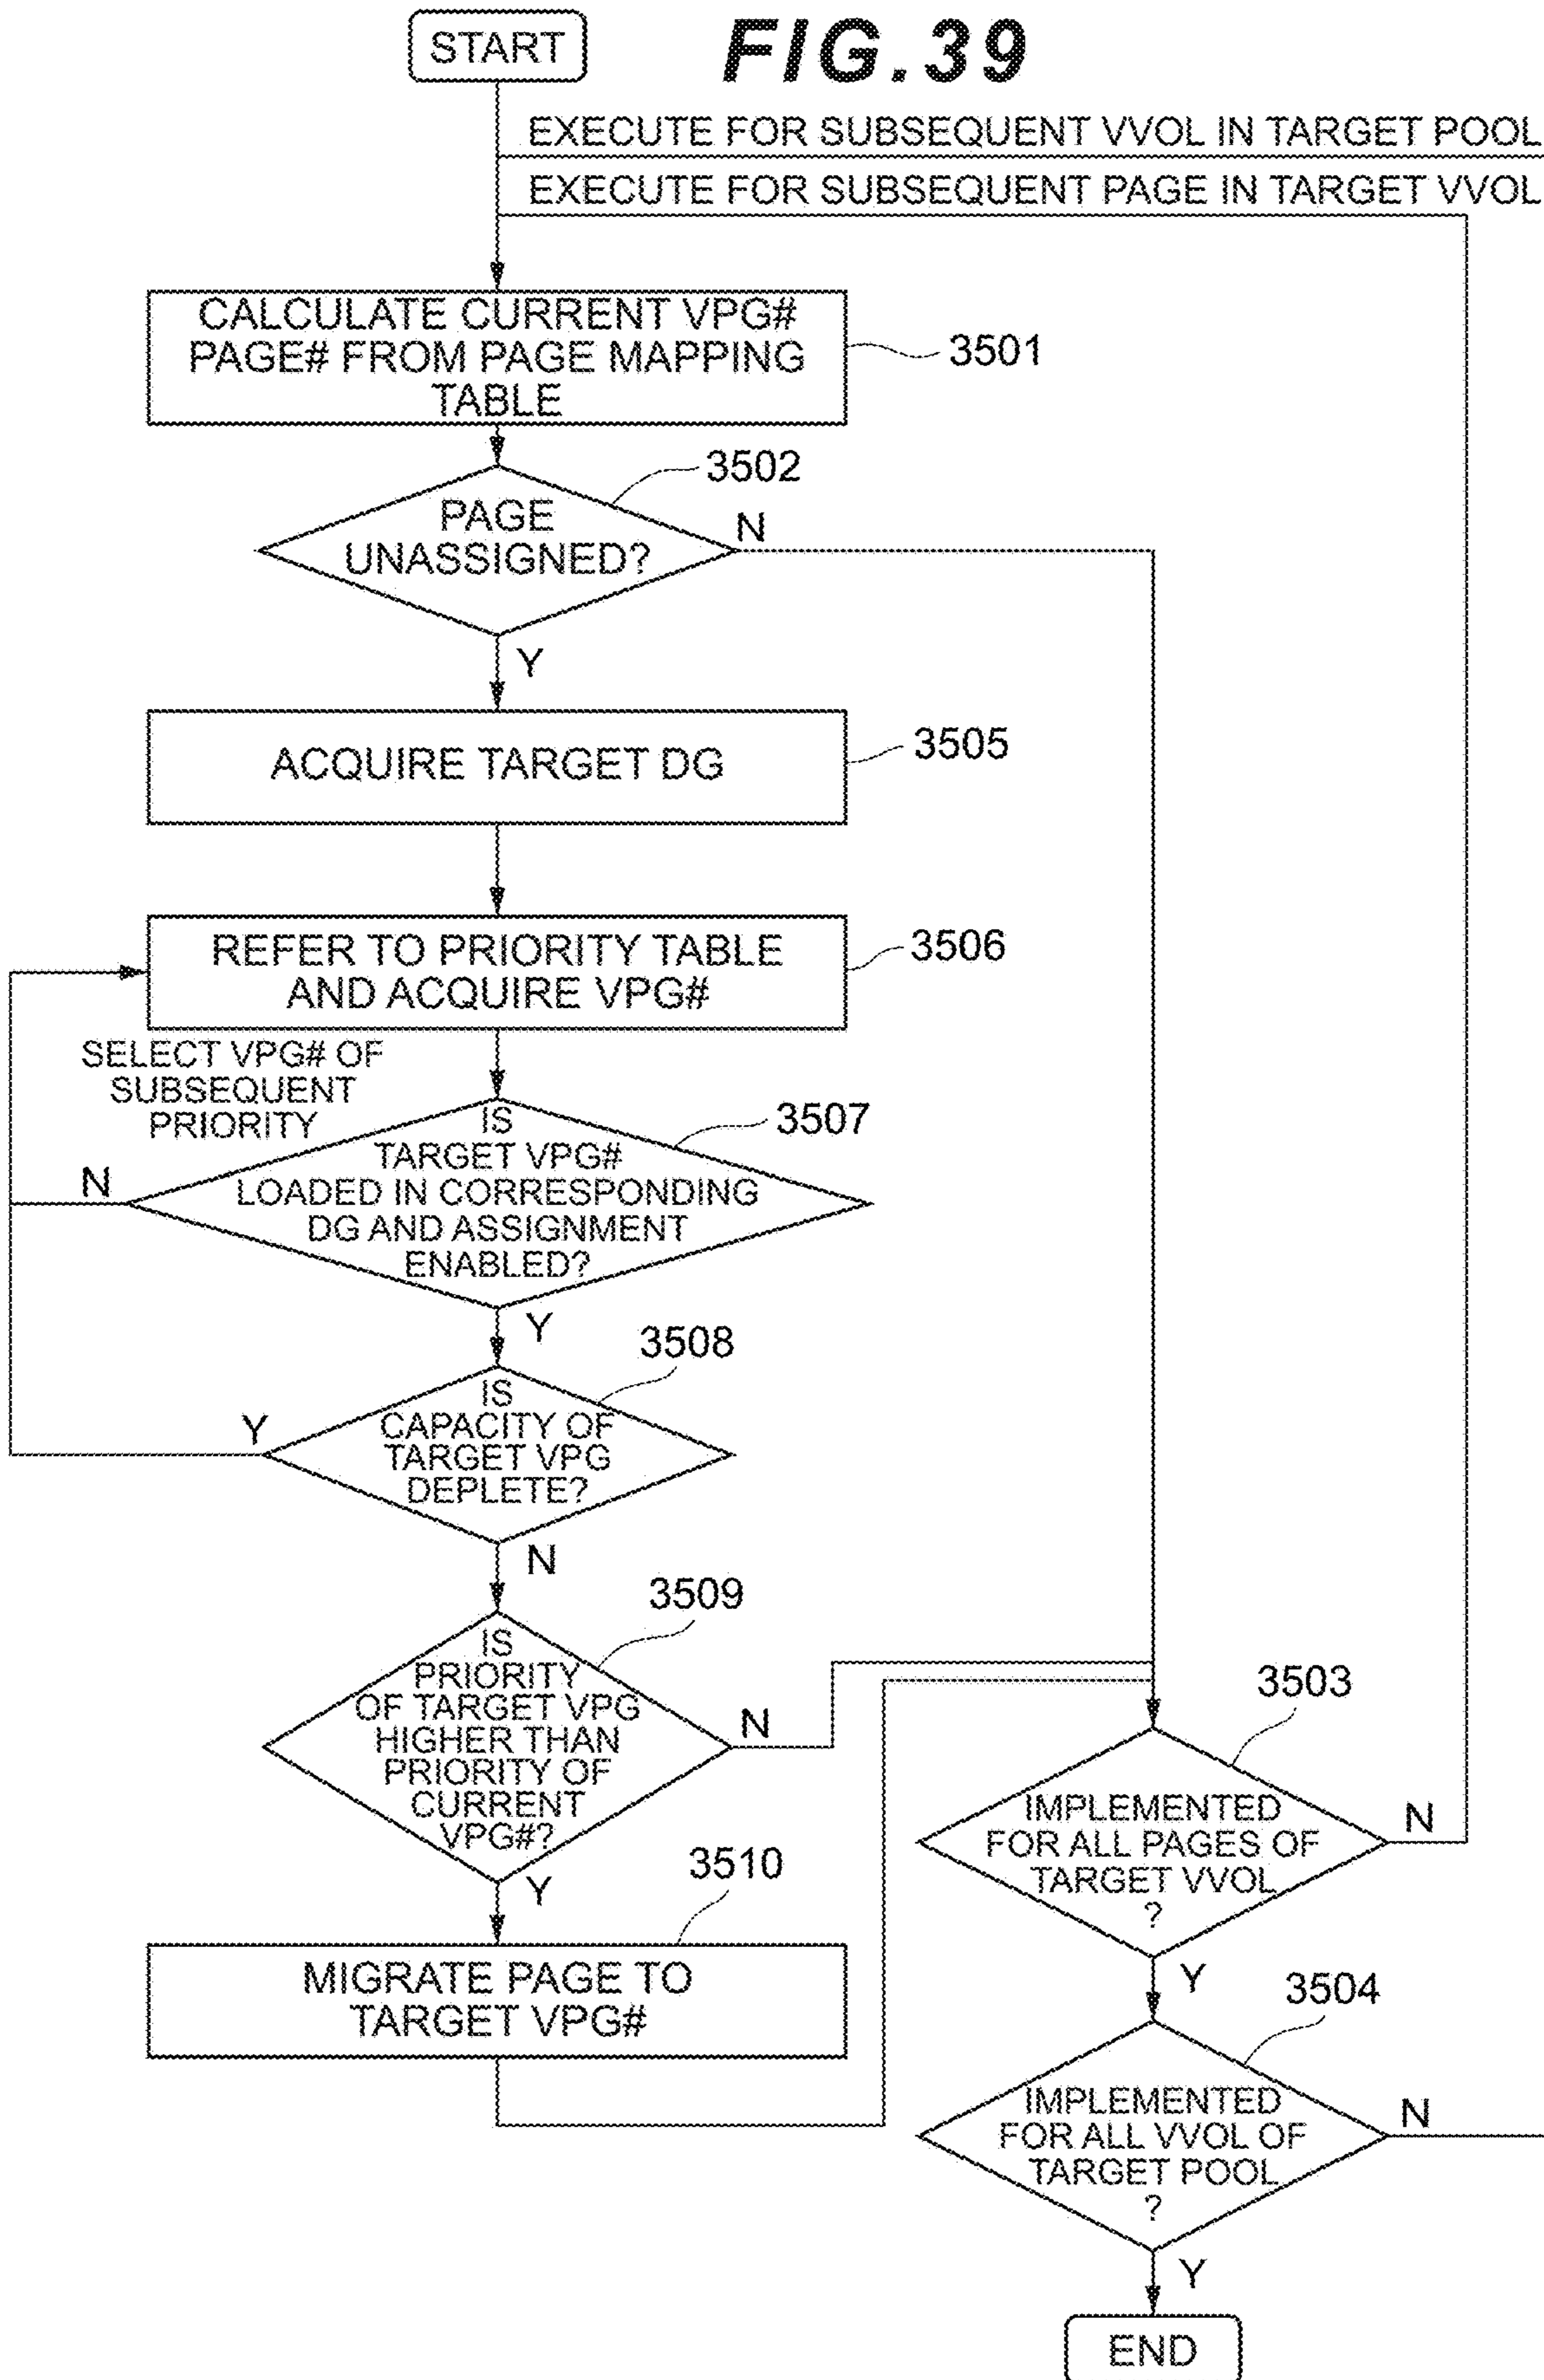 START
FIG.39
EXECUTE FOR SUBSEQUENT VVOL IN TARGET POOL
EXECUTE FOR SUBSEQUENT PAGE IN TARGET VVOL
CALCULATE CURRENT VPG#
PAGE# FROM PAGE MAPPING
TABLE
3501
3502
PAGE
UNASSIGNED?
N
Y
ACQUIRE TARGET DG
3505
REFER TO PRIORITY TABLE
AND ACQUIRE VPG#
3506
SELECT VPG# OF
SUBSEQUENT
PRIORITY
IS
TARGET VPG#
LOADED IN CORRESPONDING
DG AND ASSIGNMENT
ENABLED?
3507
N
Y
3508
IS
CAPACITY OF
TARGET VPG
DEPLETE?
Y
N
3509
IS
PRIORITY
OF TARGET VPG
HIGHER THAN
PRIORITY OF
CURRENT
VPG#?
N
Y
3510
MIGRATE PAGE TO
TARGET VPG#
3503
IMPLEMENTED
FOR ALL PAGES OF
TARGET VVOL
?
N
Y
3504
IMPLEMENTED
FOR ALL VVOL OF
TARGET POOL
?
N
Y
END